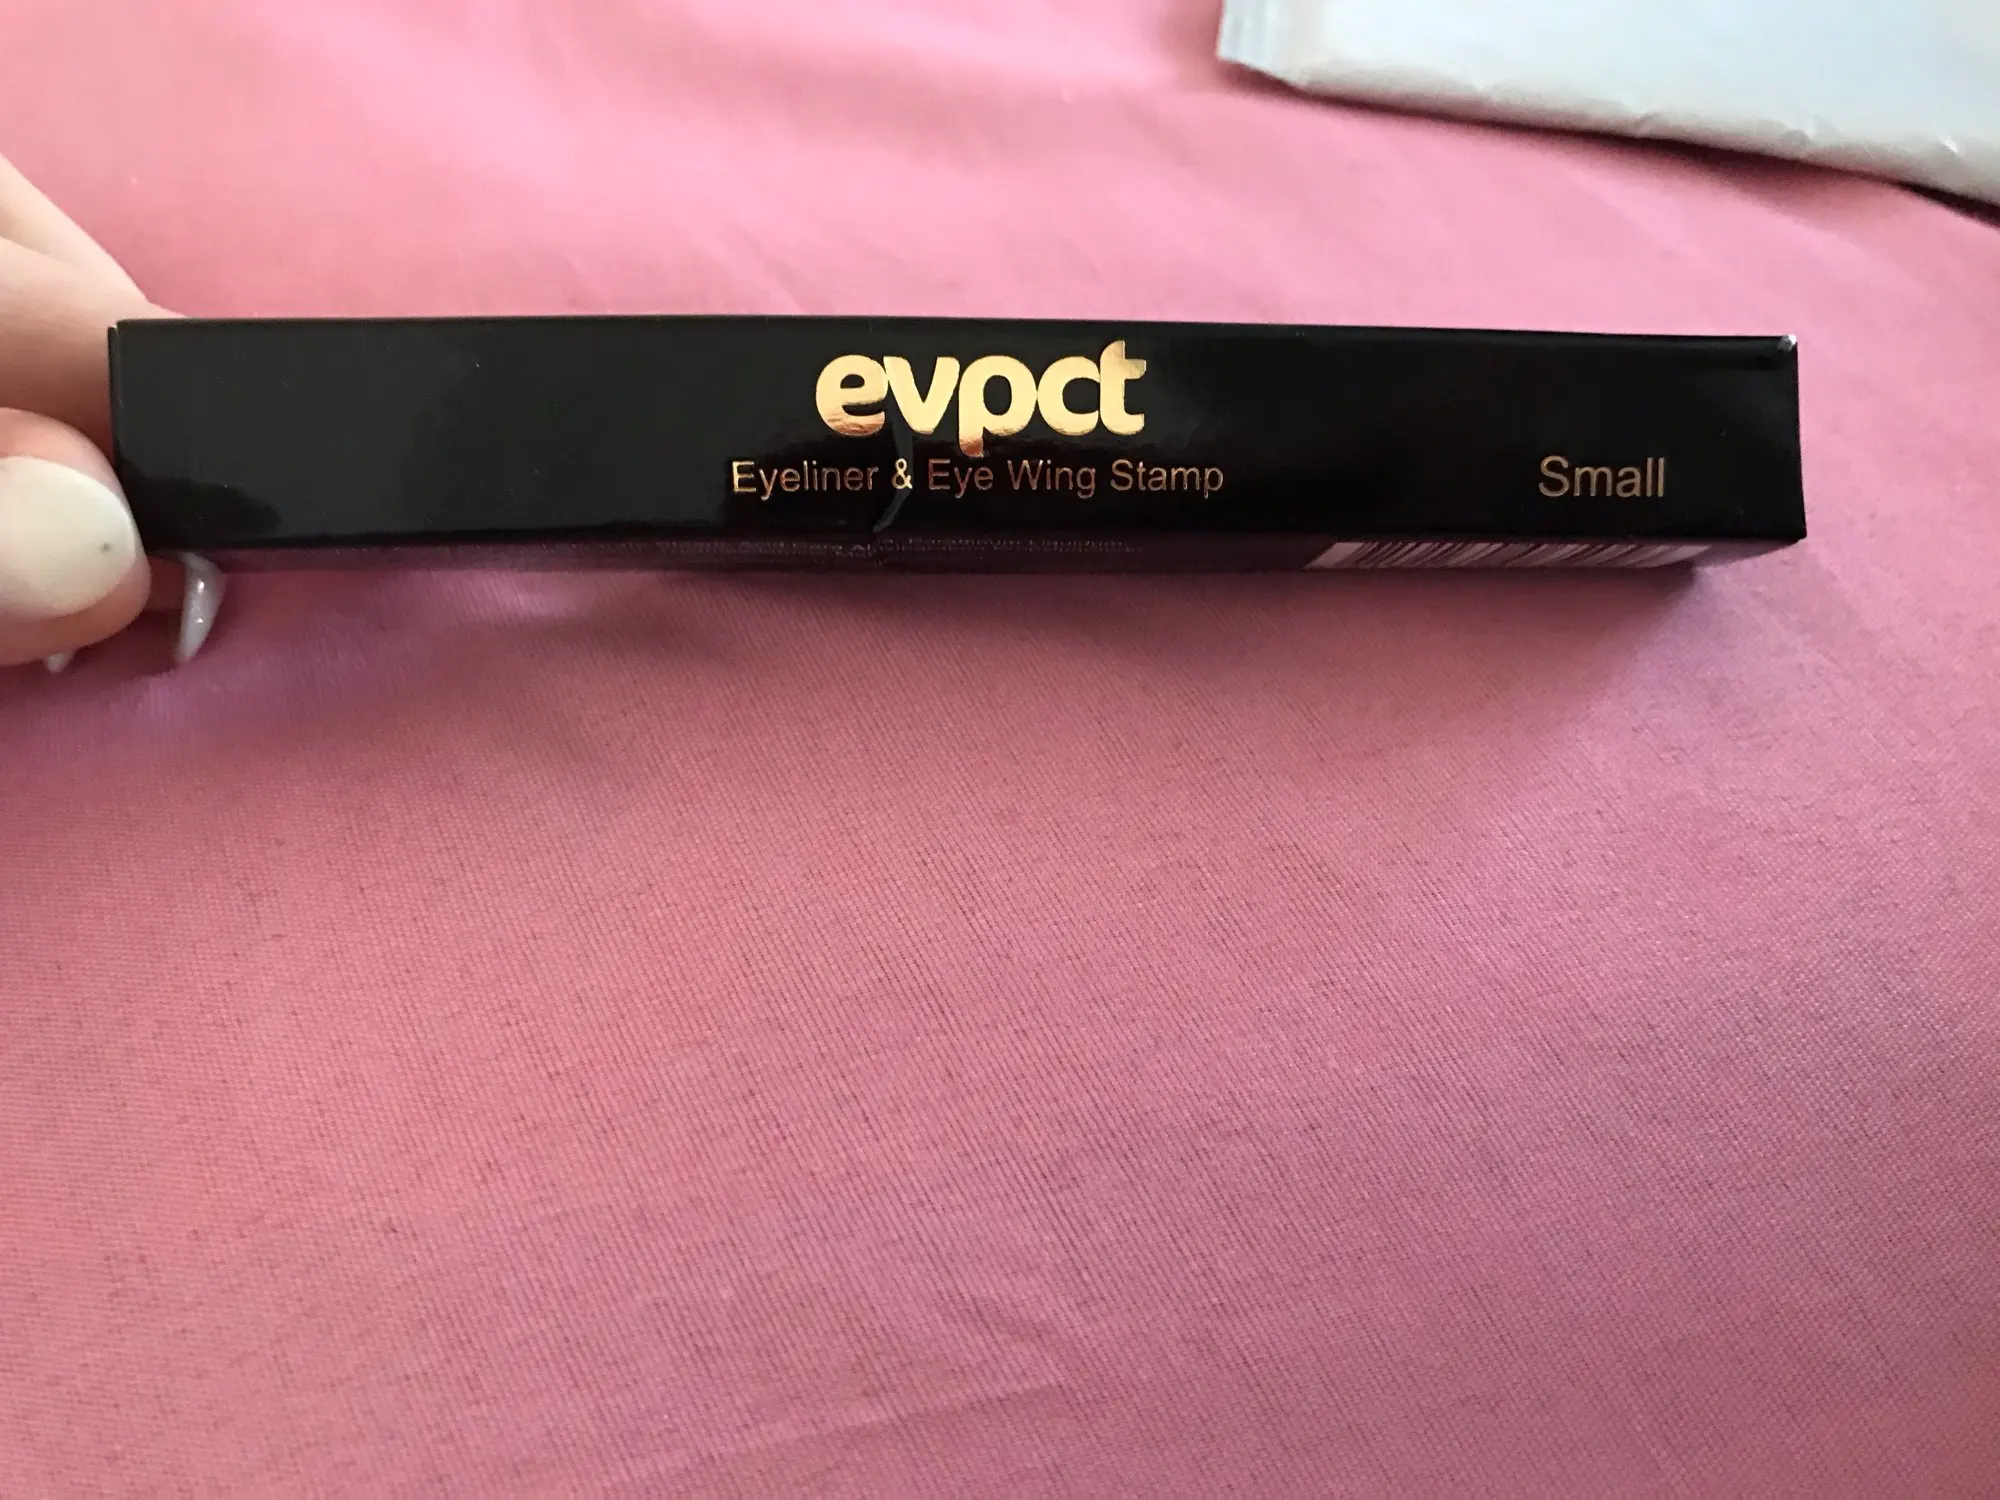 evpct
Eyeliner & Eye Wing Stamp
Small